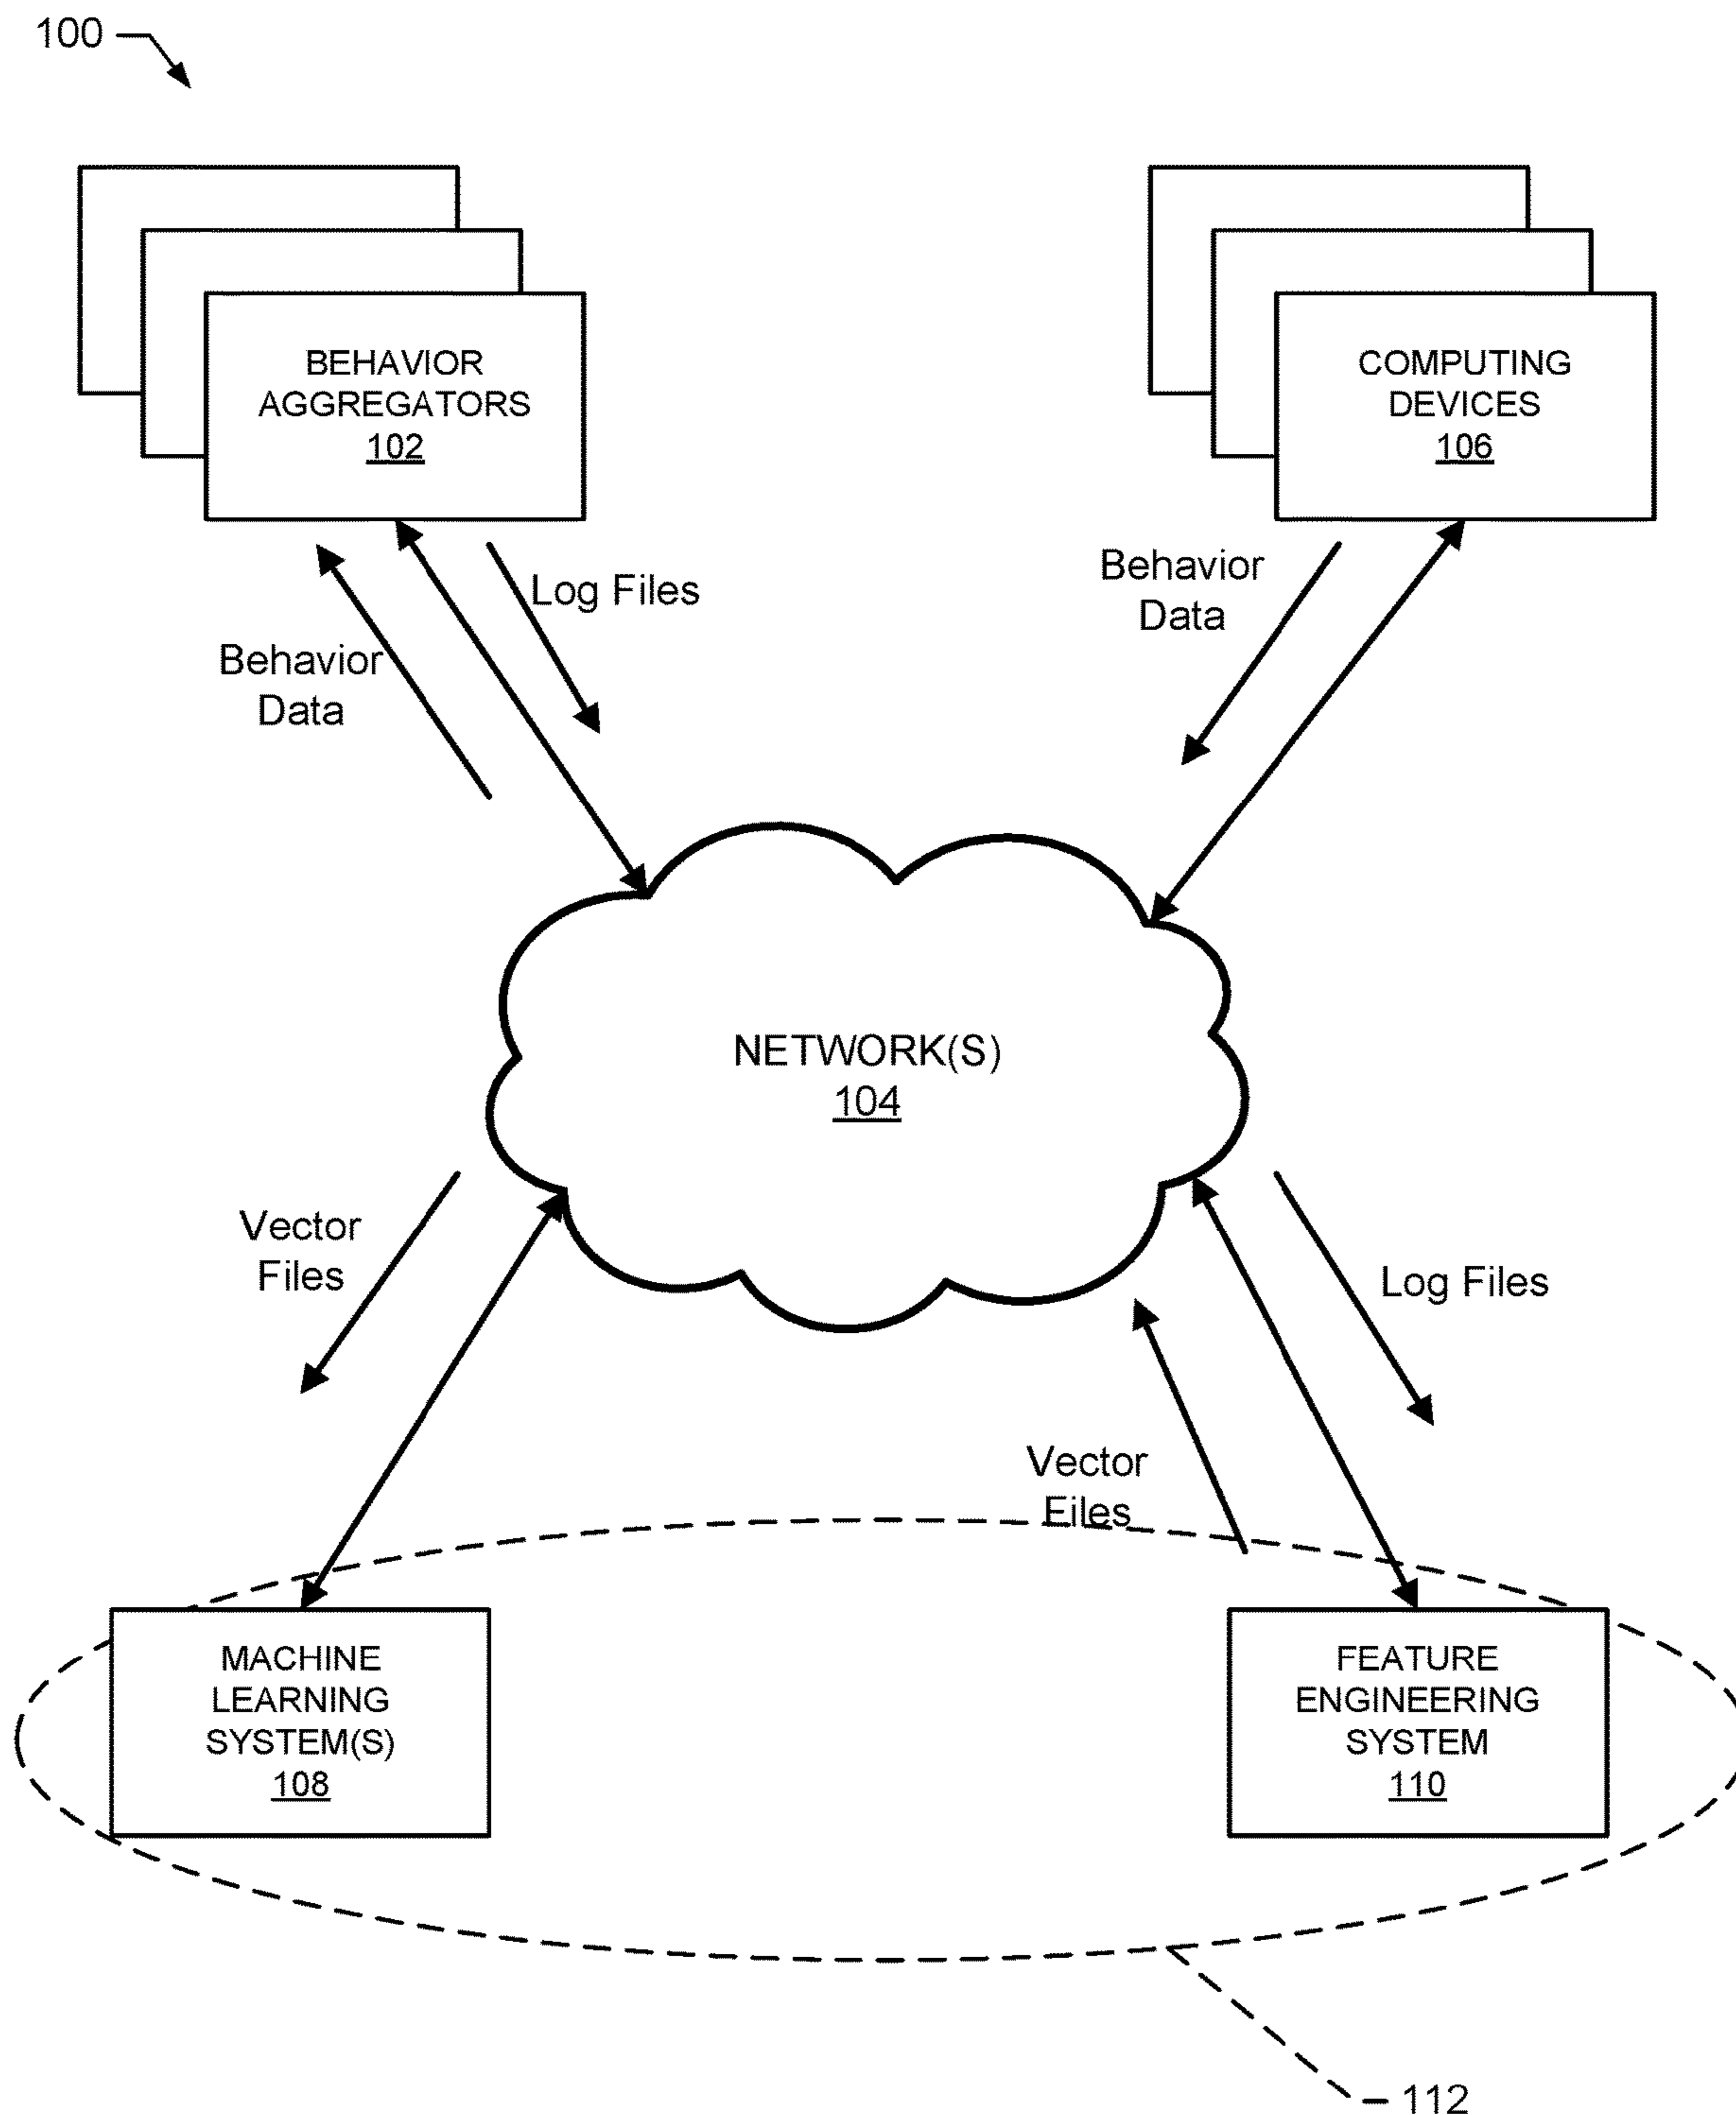 100
BEHAVIOR
AGGREGATORS
102
COMPUTING
DEVICES
106
Log Files
Behavior
Data
Behavior
Data
NETWORK(S)
104
Vector
Files
Log Files
Vector
Files
MACHINE
LEARNING
SYSTEM(S)
108
FEATURE
ENGINEERING
SYSTEM
110
112